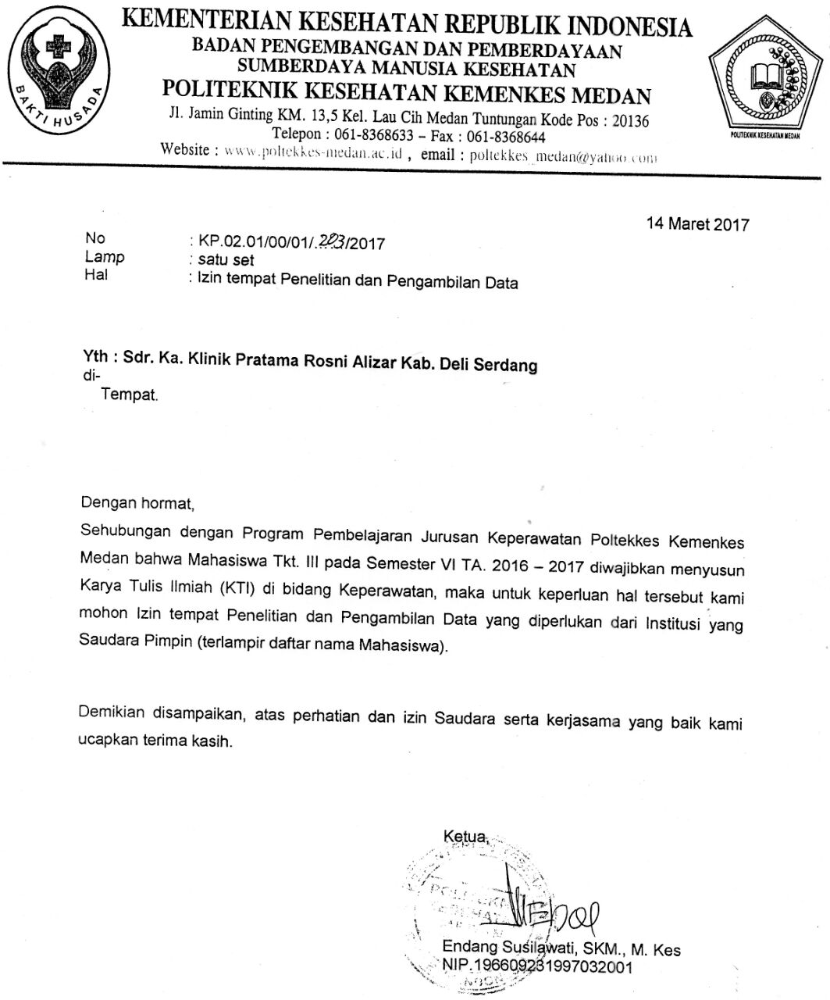 KEMENTERIAN KESEHATAN REPUBLIK INDONESIA
BADAN PENGEMBANGAN DAN PEMBERDAYAAN
SUMBERDAYA MANUSIA KESEHATAN
POLITEKNIK KESEHATAN KEMENKES MEDAN
Jl. Jamin Ginting KM. 13,5 Kel. Lau Cih Medan Tuntungan Kode Pos : 20136
Telepon : 061-8368633 – Fax : 061-8368644
Website : www.poltekkes-medan.ac.id , email : poltekkes_medan@yahoo.com
BAKTI HUSADA
POLITEKNIK KESEHATAN MEDAN
14 Maret 2017
No : KP.02.01/00/01/.283/2017
Lamp : satu set
Hal : Izin tempat Penelitian dan Pengambilan Data
Yth : Sdr. Ka. Klinik Pratama Rosni Alizar Kab. Deli Serdang
di-
Tempat.
Dengan hormat,
Sehubungan dengan Program Pembelajaran Jurusan Keperawatan Poltekkes Kemenkes
Medan bahwa Mahasiswa Tkt. III pada Semester VI TA. 2016 – 2017 diwajibkan menyusun
Karya Tulis Ilmiah (KTI) di bidang Keperawatan, maka untuk keperluan hal tersebut kami
mohon Izin tempat Penelitian dan Pengambilan Data yang diperlukan dari Institusi yang
Saudara Pimpin (terlampir daftar nama Mahasiswa).
Demikian disampaikan, atas perhatian dan izin Saudara serta kerjasama yang baik kami
ucapkan terima kasih.
Ketua,
Endang Susilawati, SKM., M. Kes
NIP.196609231997032001